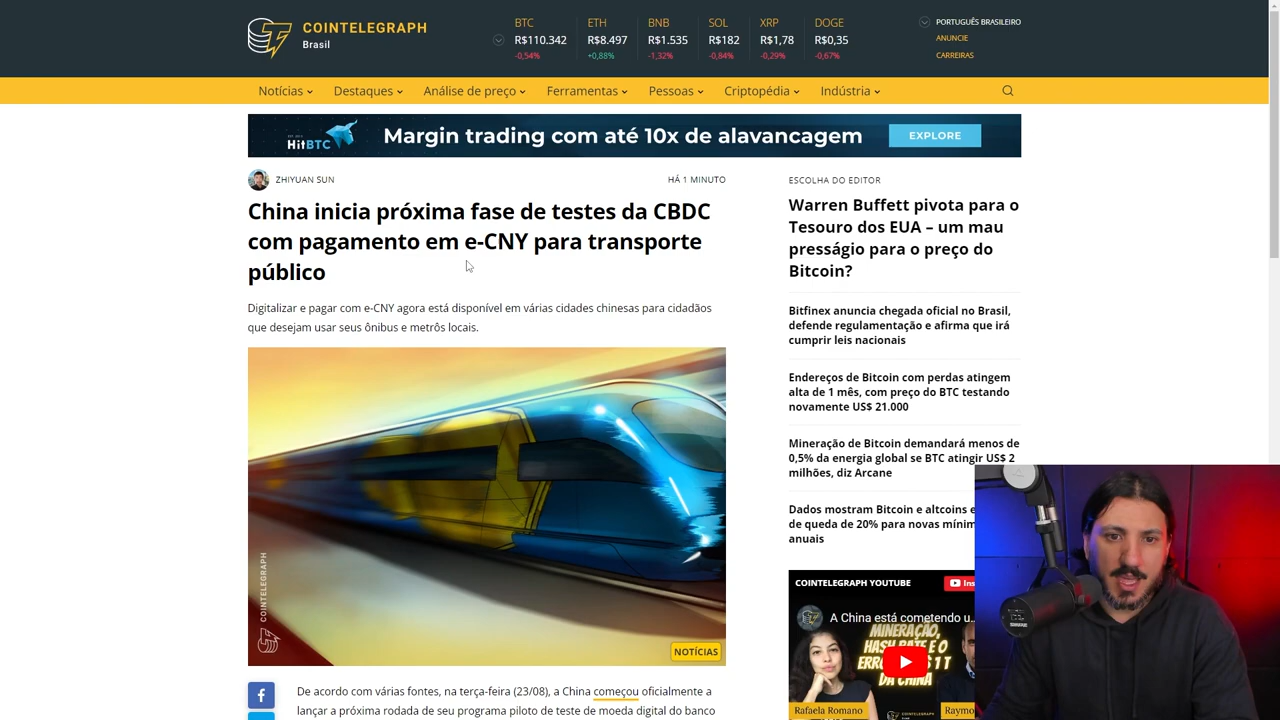 COINTELEGRAPH
Brasil
BTC
R$110.342
-0,54%
ETH
R$8.497
+0,88%
BNB
R$1.535
-1,32%
SOL
R$182
-0,84%
XRP
R$1,78
-0,29%
DOGE
R$0,35
-0,67%
PORTUGUÊS BRASILEIRO
ANUNCIE
CARREIRAS
Notícias
Destaques
Análise de preço
Ferramentas
Pessoas
Criptopédia
Indústria
HitBTC
Margin trading com até 10x de alavancagem
EXPLORE
ZHIYUAN SUN
HÁ 1 MINUTO
China inicia próxima fase de testes da CBDC
com pagamento em e-CNY para transporte
público
Digitalizar e pagar com e-CNY agora está disponível em várias cidades chinesas para cidadãos
que desejam usar seus ônibus e metrôs locais.
COINTELEGRAPH
NOTÍCIAS
De acordo com várias fontes, na terça-feira (23/08), a China começou oficialmente a
lançar a próxima rodada de seu programa piloto de teste de moeda digital do banco
ESCOLHA DO EDITOR
Warren Buffett pivota para o
Tesouro dos EUA – um mau
presságio para o preço do
Bitcoin?
Bitfinex anuncia chegada oficial no Brasil,
defende regulamentação e afirma que irá
cumprir leis nacionais
Endereços de Bitcoin com perdas atingem
alta de 1 mês, com preço do BTC testando
novamente US$ 21.000
Mineração de Bitcoin demandará menos de
0,5% da energia global se BTC atingir US$ 2
milhões, diz Arcane
Dados mostram Bitcoin e altcoins
de queda de 20% para novas
anuais
COINTELEGRAPH YOUTUBE
A China está cometendo u...
MINERAÇÃO,
HASH RATE E O
DA CHINA
Rafaela Romano